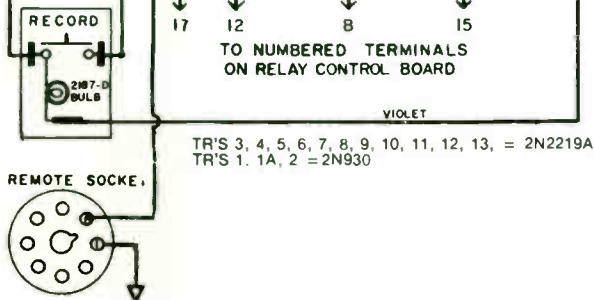 RECORD
17 12 8 15
TO NUMBERED TERMINALS
ON RELAY CONTROL BOARD
2187-D
BULB
VIOLET
TR'S 3, 4, 5, 6, 7, 8, 9, 10, 11, 12, 13, = 2N2219A
TR'S 1. 1A, 2 = 2N930
REMOTE SOCKET